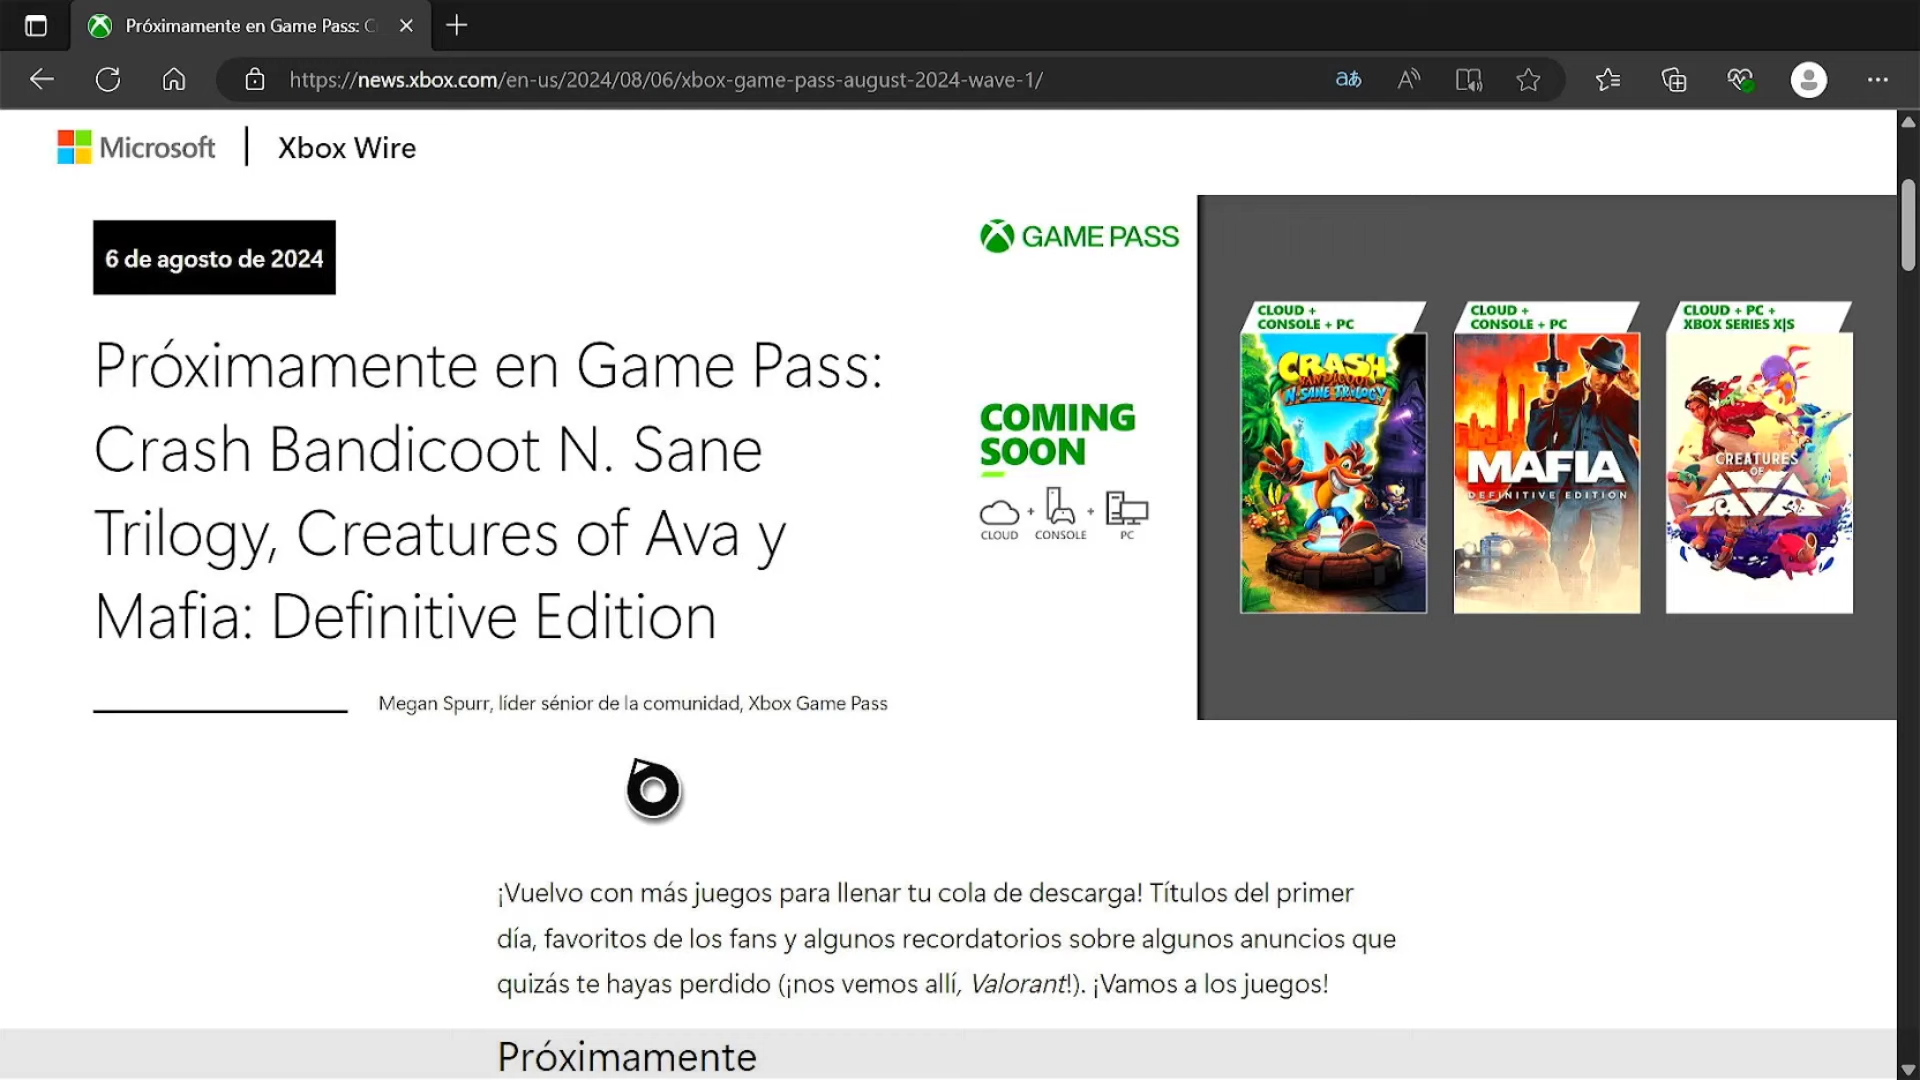 Próximamente en Game Pass: C
https://news.xbox.com/en-us/2024/08/06/xbox-game-pass-august-2024-wave-1/
Microsoft | Xbox Wire
6 de agosto de 2024
Próximamente en Game Pass:
Crash Bandicoot N. Sane
Trilogy, Creatures of Ava y
Mafia: Definitive Edition
Megan Spurr, líder sénior de la comunidad, Xbox Game Pass
GAME PASS
COMING
SOON
CLOUD + CONSOLE + PC
CLOUD +
CONSOLE + PC
CRASH
BANDICOOT
N. SANE TRILOGY
CLOUD +
CONSOLE + PC
MAFIA
DEFINITIVE EDITION
CLOUD + PC +
XBOX SERIES X|S
CREATURES
OF
AVA
¡Vuelvo con más juegos para llenar tu cola de descarga! Títulos del primer
día, favoritos de los fans y algunos recordatorios sobre algunos anuncios que
quizás te hayas perdido (¡nos vemos allí, Valorant!). ¡Vamos a los juegos!
Próximamente